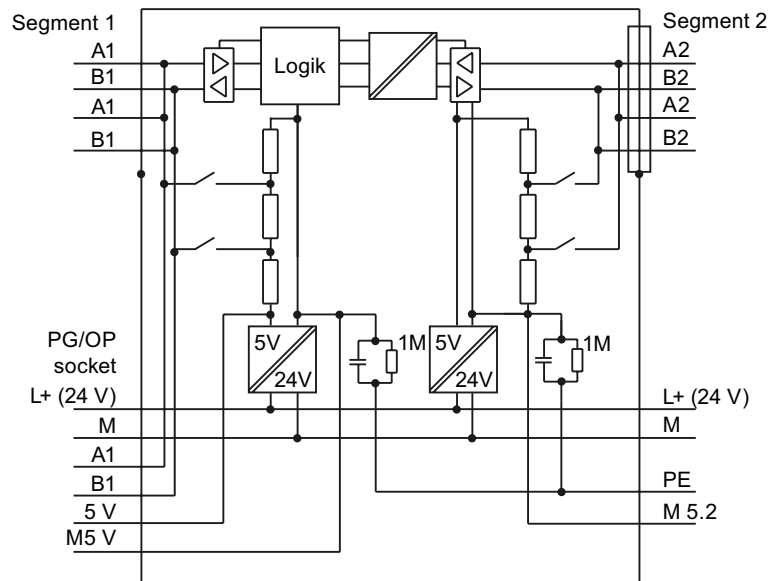 Segment 1
Segment 2
A1
A2
B1
Logik
B2
A1
A2
B1
B2
PG/OP
socket
5V
24V
1M
5V
24V
1M
L+ (24 V)
L+ (24 V)
M
M
A1
B1
PE
5 V
M 5.2
M5 V